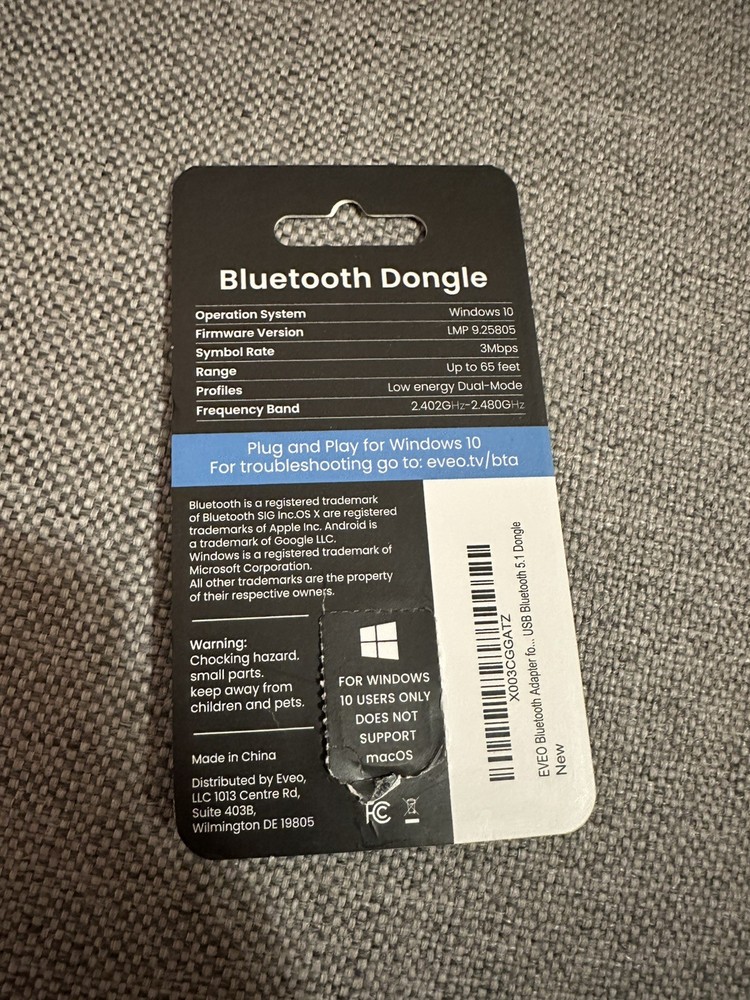 Bluetooth Dongle
Operation System Windows 10
Firmware Version LMP 9.25805
Symbol Rate 3Mbps
Range Up to 65 feet
Profiles Low energy Dual-Mode
Frequency Band 2.402GHz-2.480GHz
Plug and Play for Windows 10
For troubleshooting go to: eveo.tv/bta
Bluetooth is a registered trademark
of Bluetooth SIG Inc.OS X are registered
trademarks of Apple Inc. Android is
a trademark of Google LLC.
Windows is a registered trademark of
Microsoft Corporation.
All other trademarks are the property
of their respective owners.
Warning:
Chocking hazard.
small parts.
keep away from
children and pets.
Made in China
Distributed by Eveo,
LLC 1013 Centre Rd,
Suite 403B,
Wilmington DE 19805
FOR WINDOWS
10 USERS ONLY
DOES NOT
SUPPORT
macOS
FC
X003CGGATZ
EVEO Bluetooth Adapter fo... USB Bluetooth 5.1 Dongle
New